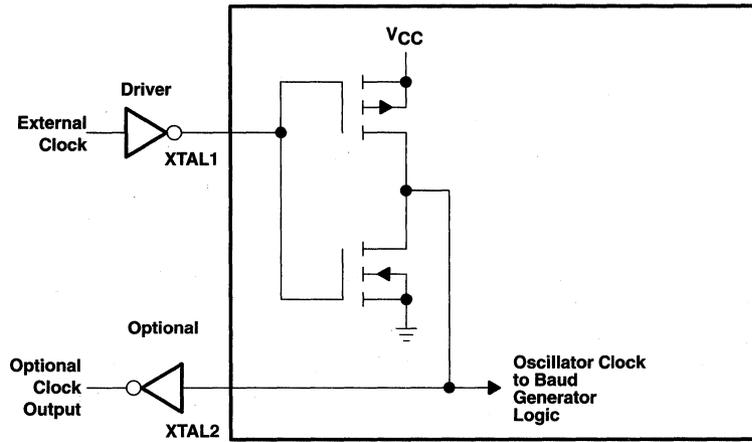 VCC
Driver
External
Clock
XTAL1
Optional
Optional
Clock
Output
XTAL2
Oscillator Clock
to Baud
Generator
Logic